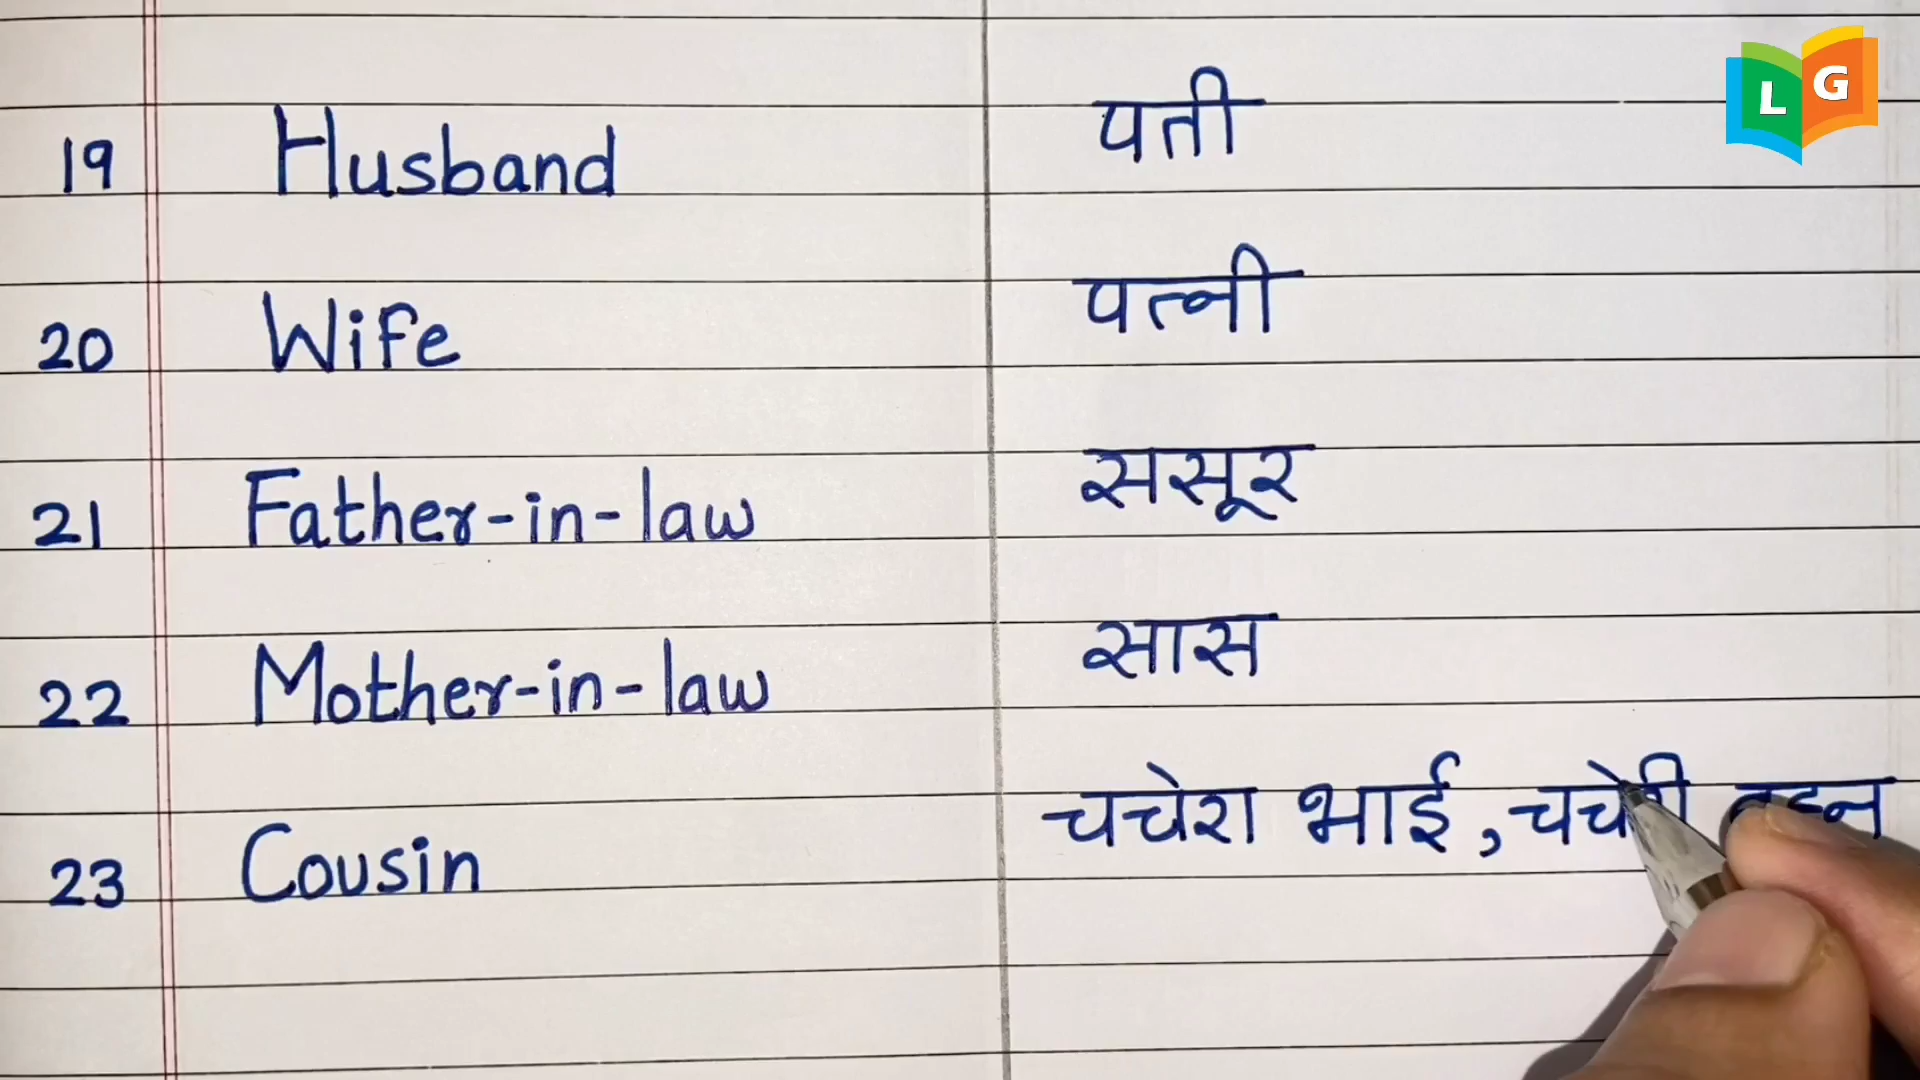 L G
19 Husband पती
20 Wife पत्नी
21 Father-in-law ससूर
22 Mother-in-law सास
23 Cousin चचेरा भाई, चचेरी बहन